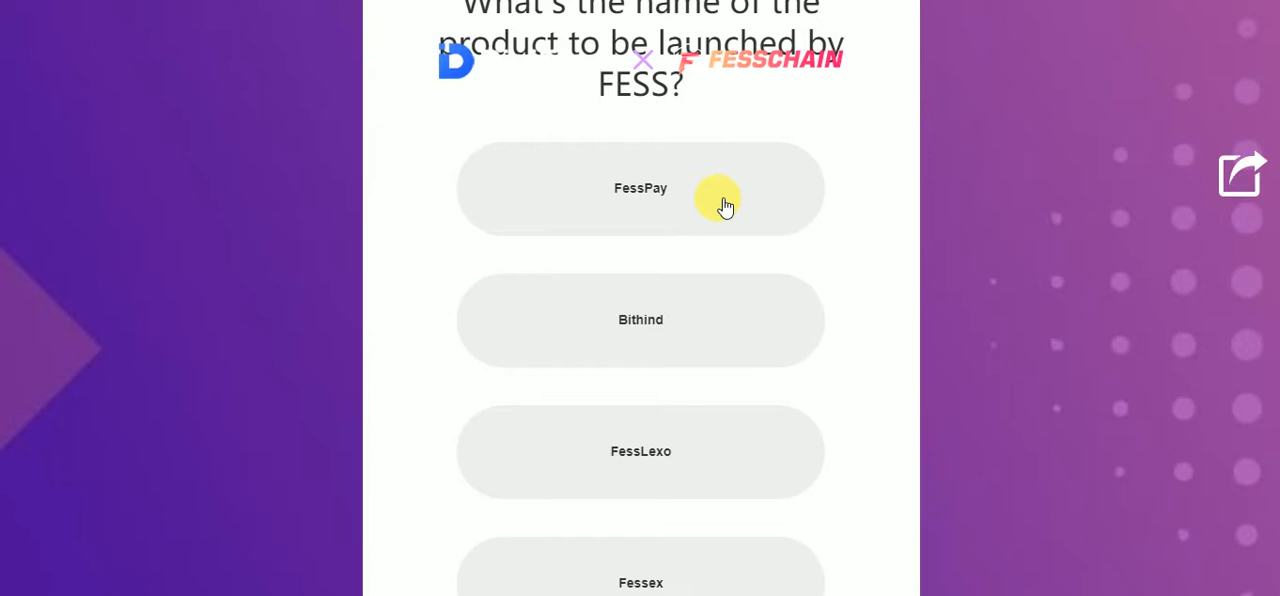 What's the name of the
product to be launched by
FESSCHAIN
FESS?
FessPay
Bithind
FessLexo
Fessex